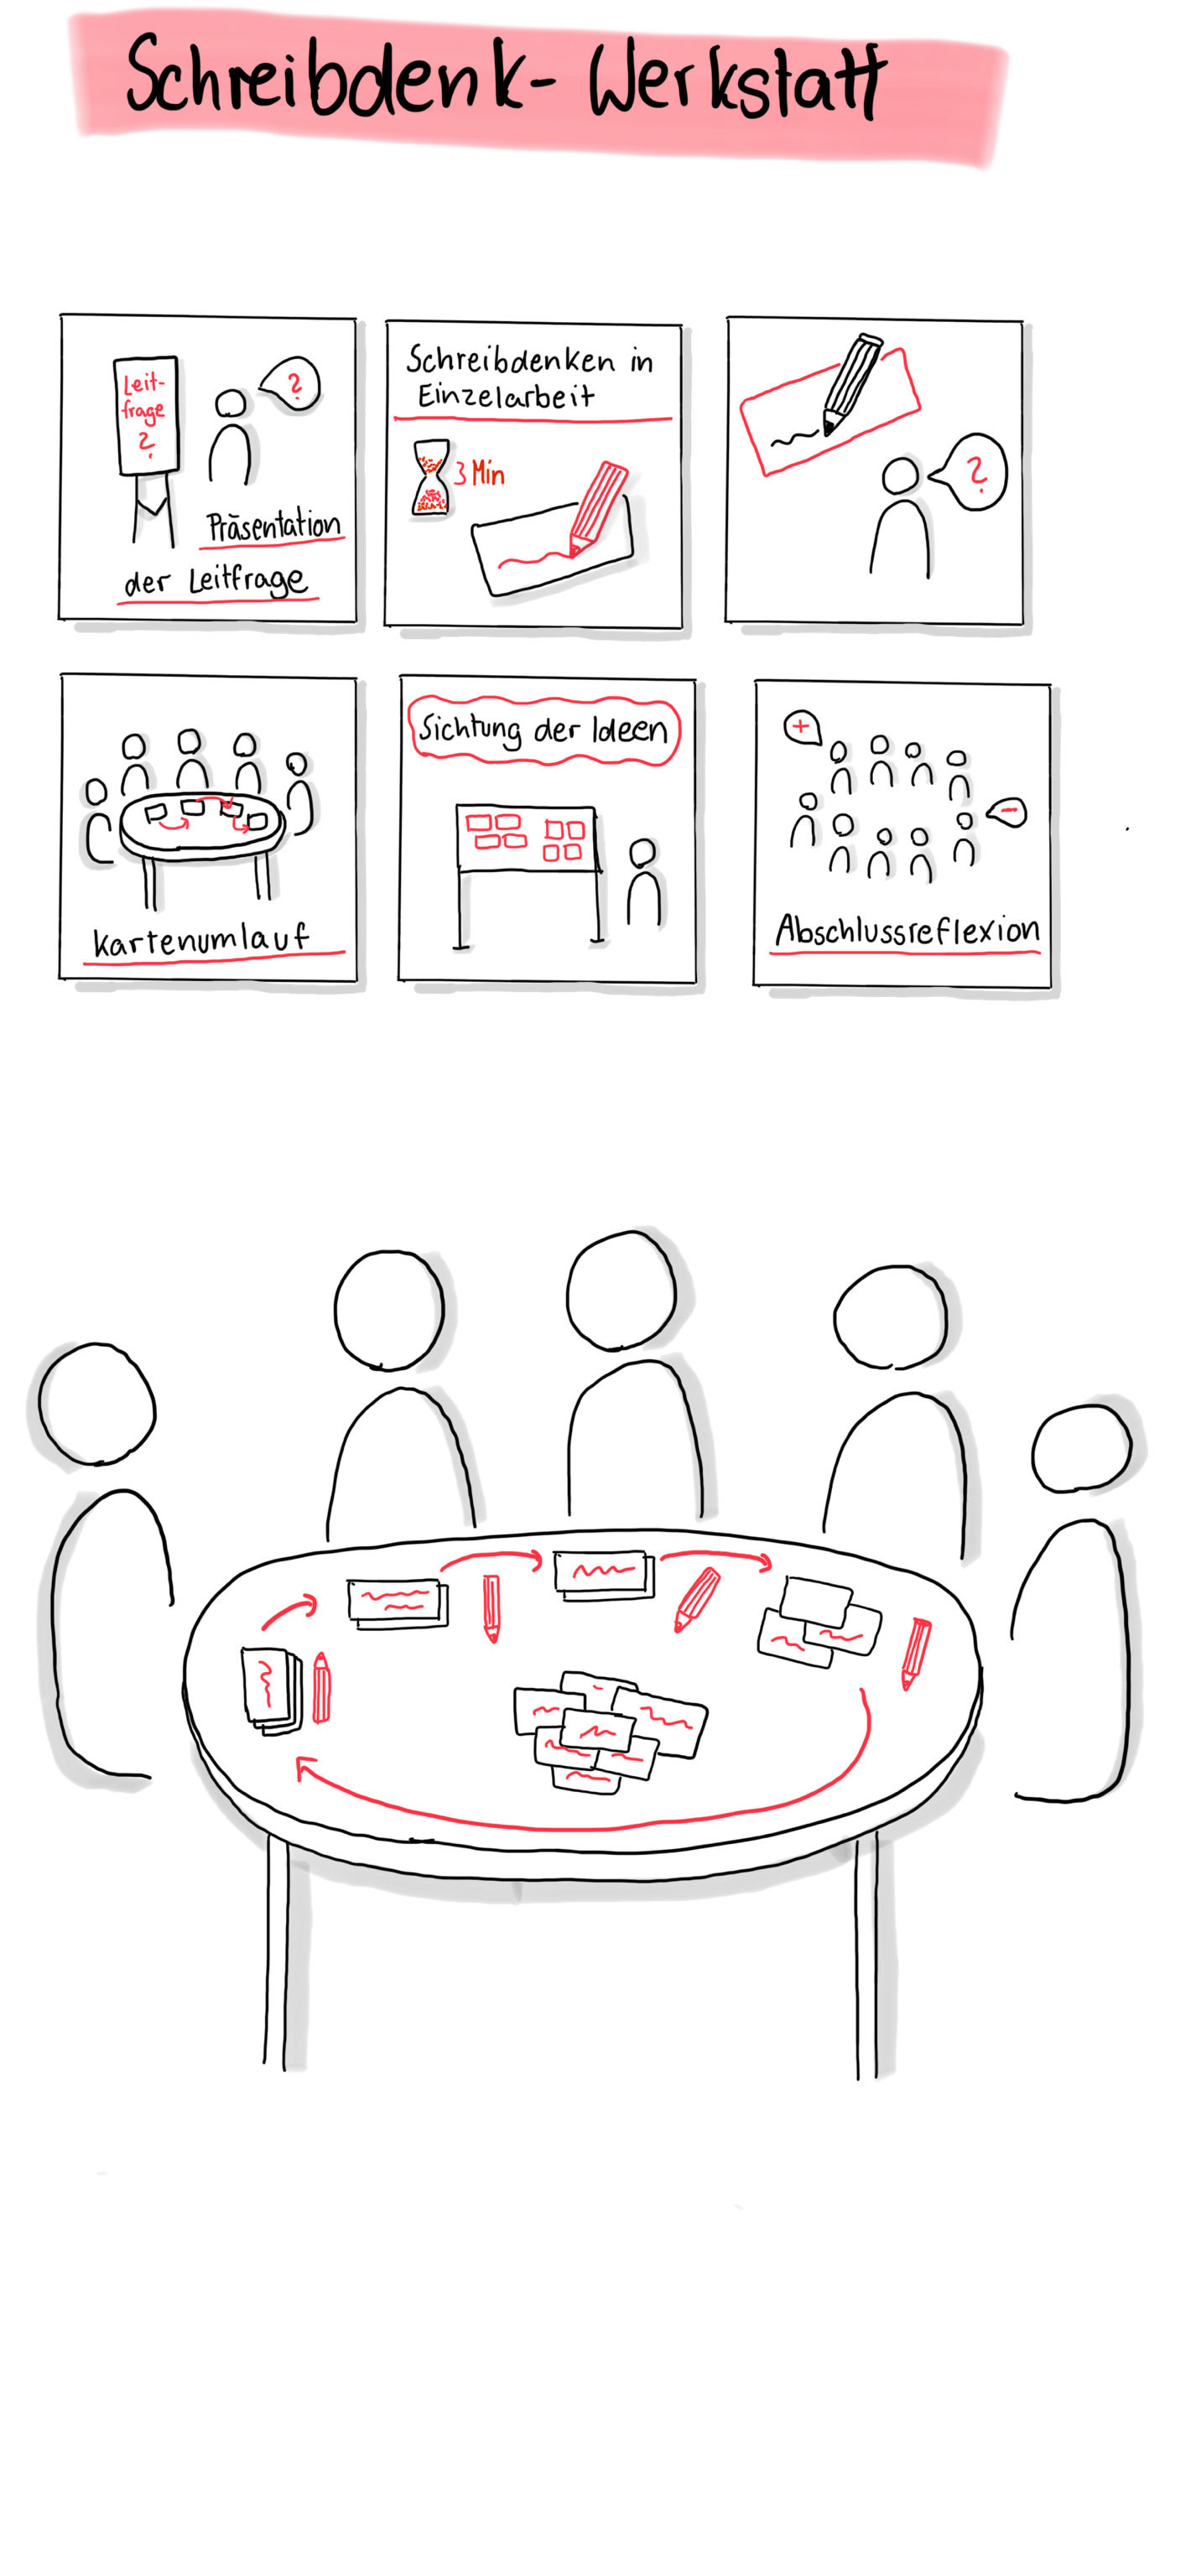 Schreibdenk-Werkstatt
Leit-
frage
?
?
Präsentation
der Leitfrage
Schreibdenken in
Einzelarbeit
3 Min
?
Kartenumlauf
Sichtung der Ideen
+
-
Abschlussreflexion